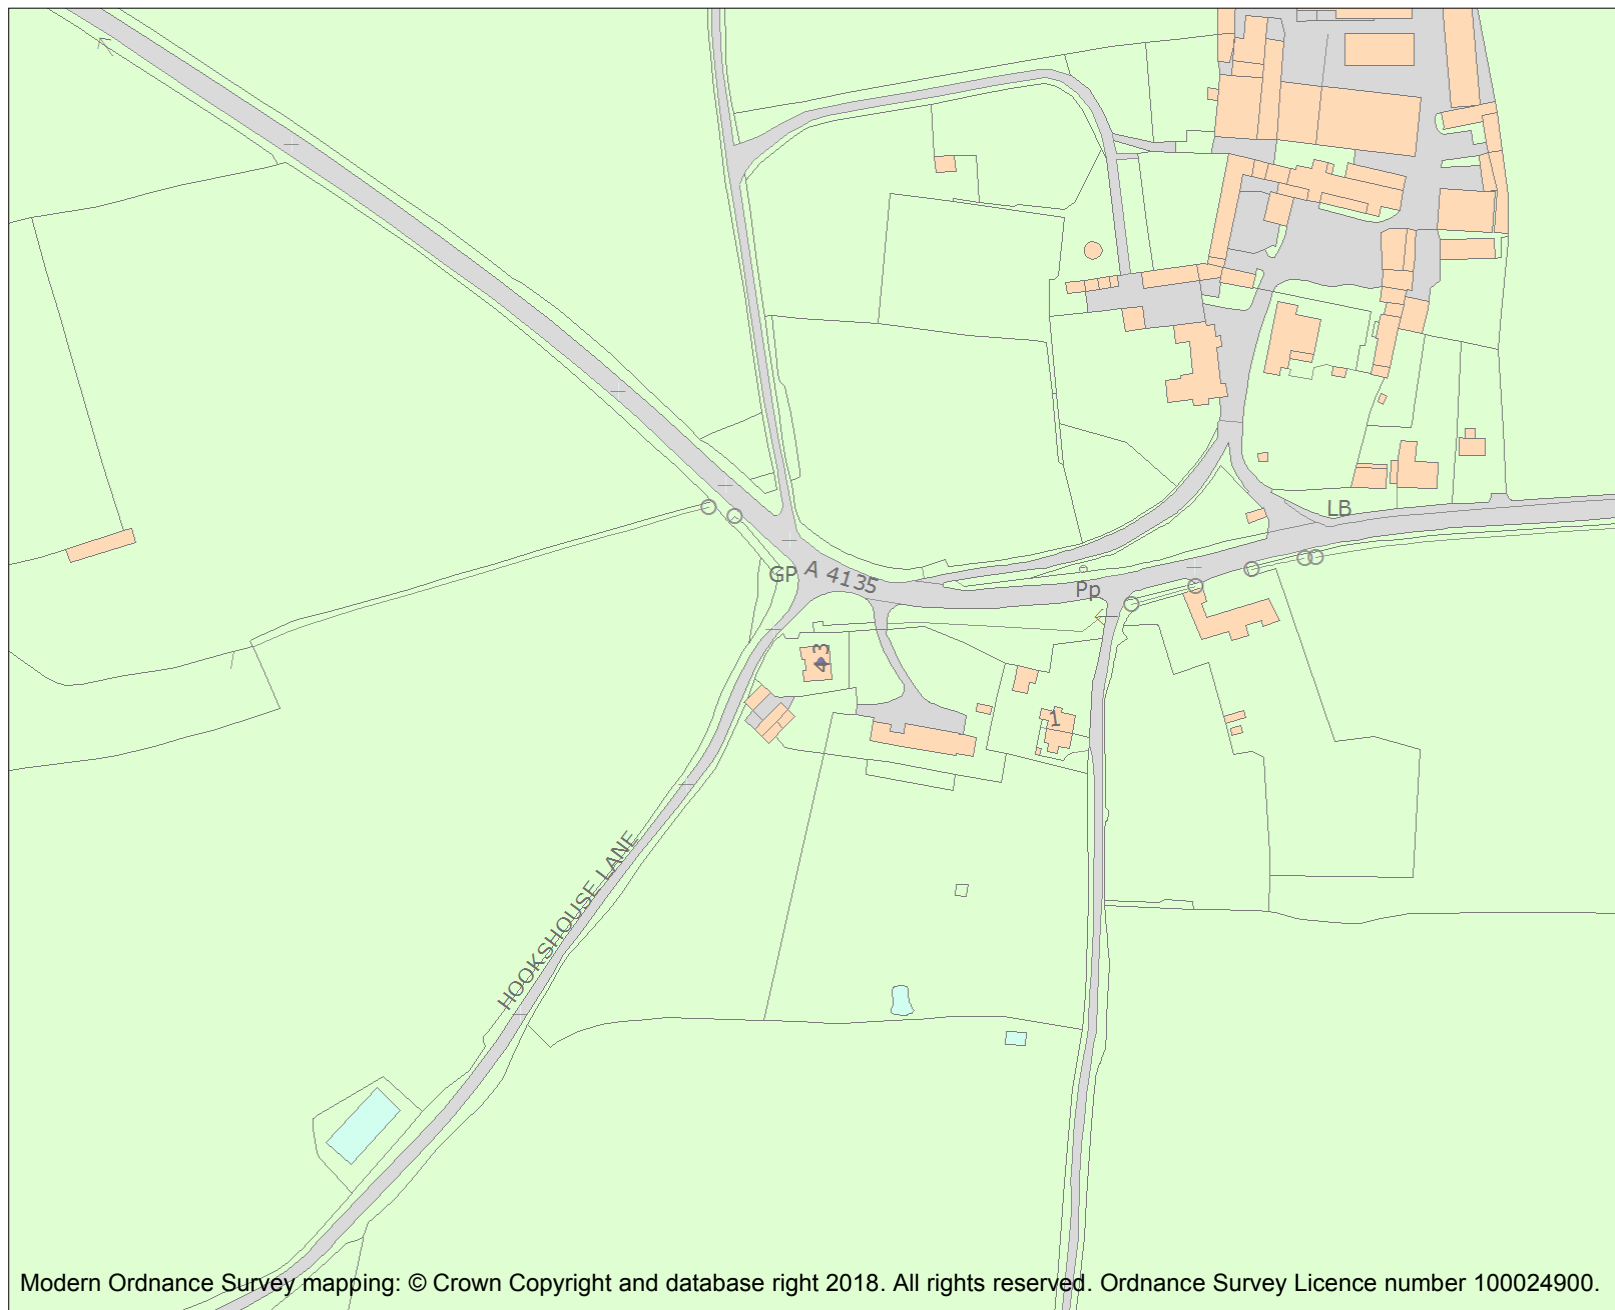 LB
GP
A 4135
Pp
43
1
HOOKSHOUSE LANE
Modern Ordnance Survey mapping: © Crown Copyright and database right 2018. All rights reserved. Ordnance Survey Licence number 100024900.